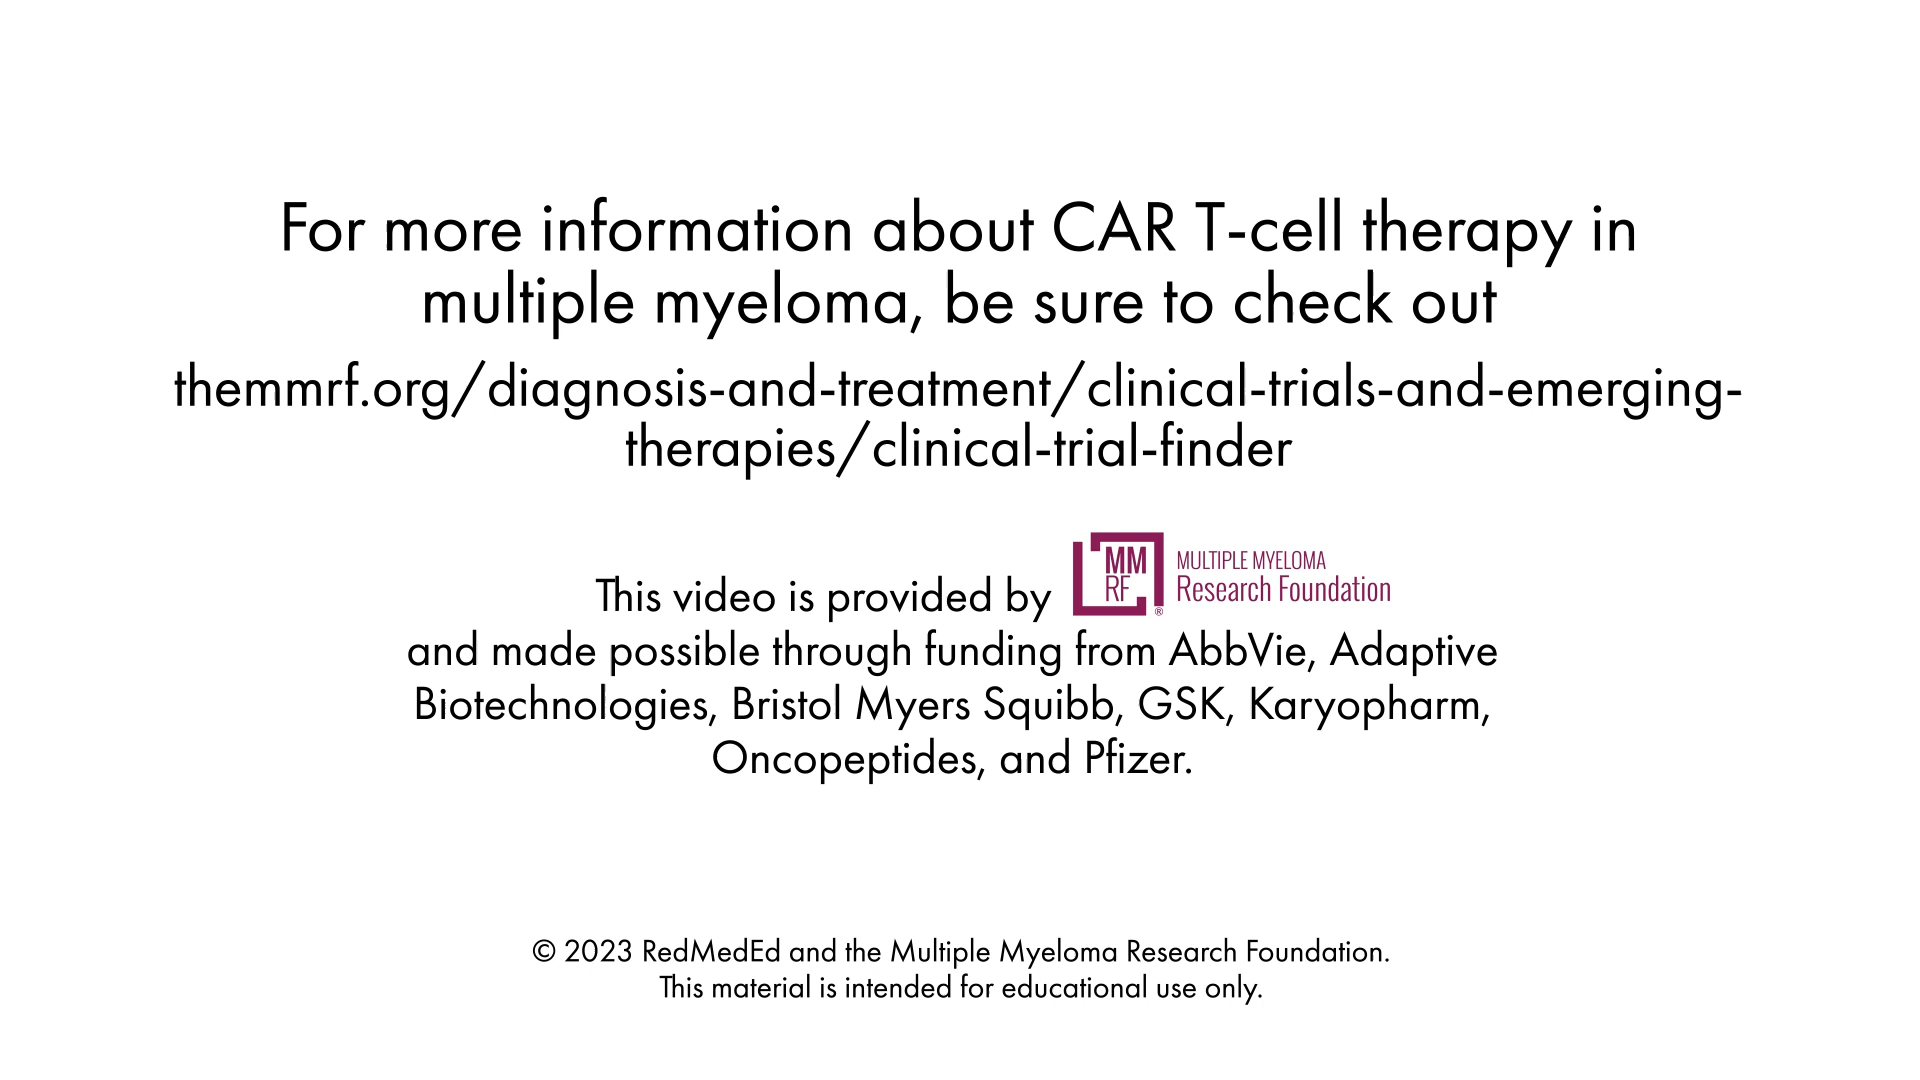 For more information about CAR T-cell therapy in
multiple myeloma, be sure to check out
themmrf.org/diagnosis-and-treatment/clinical-trials-and-emerging-
therapies/clinical-trial-finder
This video is provided by
MM
RF
®
MULTIPLE MYELOMA
Research Foundation
and made possible through funding from AbbVie, Adaptive
Biotechnologies, Bristol Myers Squibb, GSK, Karyopharm,
Oncopeptides, and Pfizer.
© 2023 RedMedEd and the Multiple Myeloma Research Foundation.
This material is intended for educational use only.